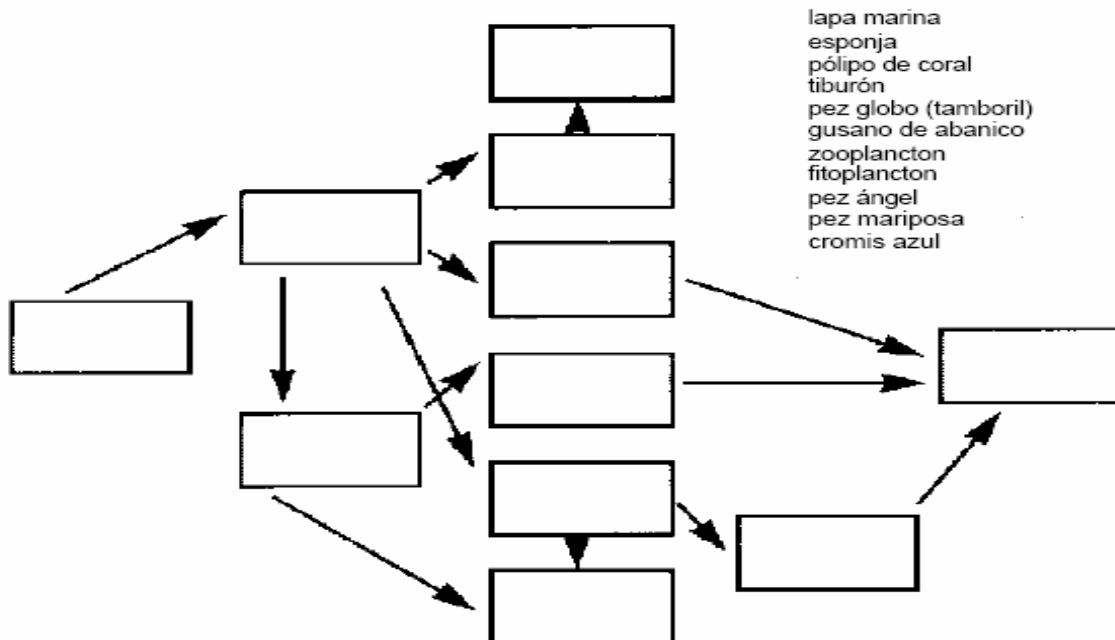 lapa marina
esponja
pólipo de coral
tiburón
pez globo (tamboril)
gusano de abanico
zooplancton
fitoplancton
pez ángel
pez mariposa
cromis azul